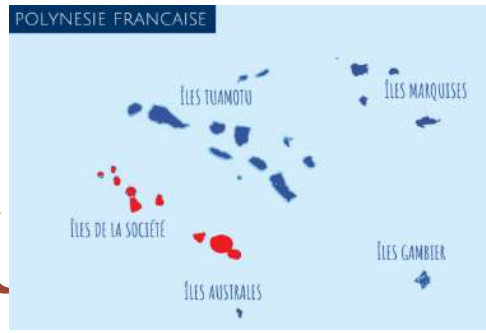 POLYNESIE FRANCAISE
ÎLES TUAMOTU
ÎLES MARQUISES
ÎLES DE LA SOCIÉTÉ
ÎLES GAMBIER
ÎLES AUSTRALES